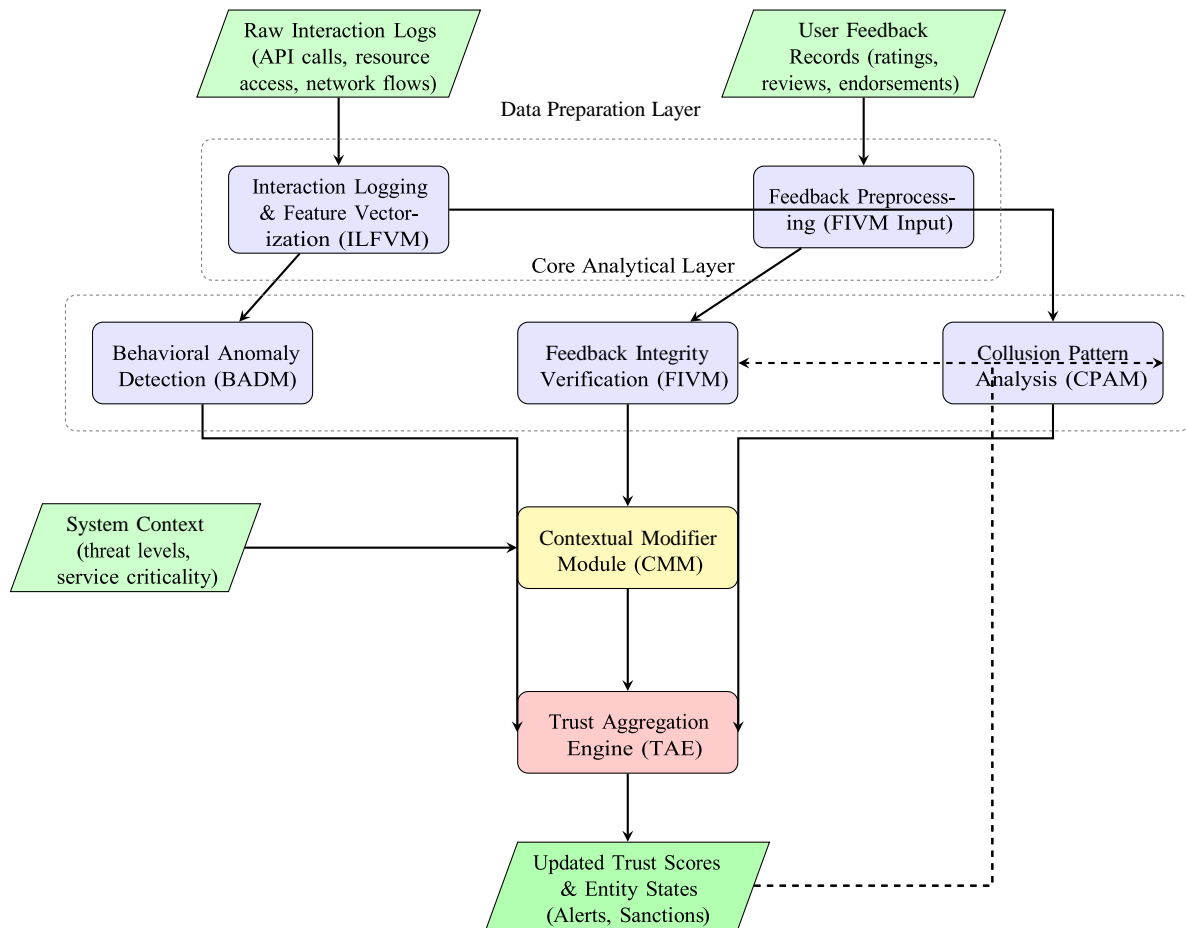 Raw Interaction Logs
(API calls, resource
access, network flows)
User Feedback
Records (ratings,
reviews, endorsements)
Data Preparation Layer
Interaction Logging
& Feature Vector-
ization (ILFVM)
Feedback Preprocess-
ing (FIVM Input)
Core Analytical Layer
Behavioral Anomaly
Detection (BADM)
Feedback Integrity
Verification (FIVM)
Collusion Pattern
Analysis (CPAM)
System Context
(threat levels,
service criticality)
Contextual Modifier
Module (CMM)
Trust Aggregation
Engine (TAE)
Updated Trust Scores
& Entity States
(Alerts, Sanctions)